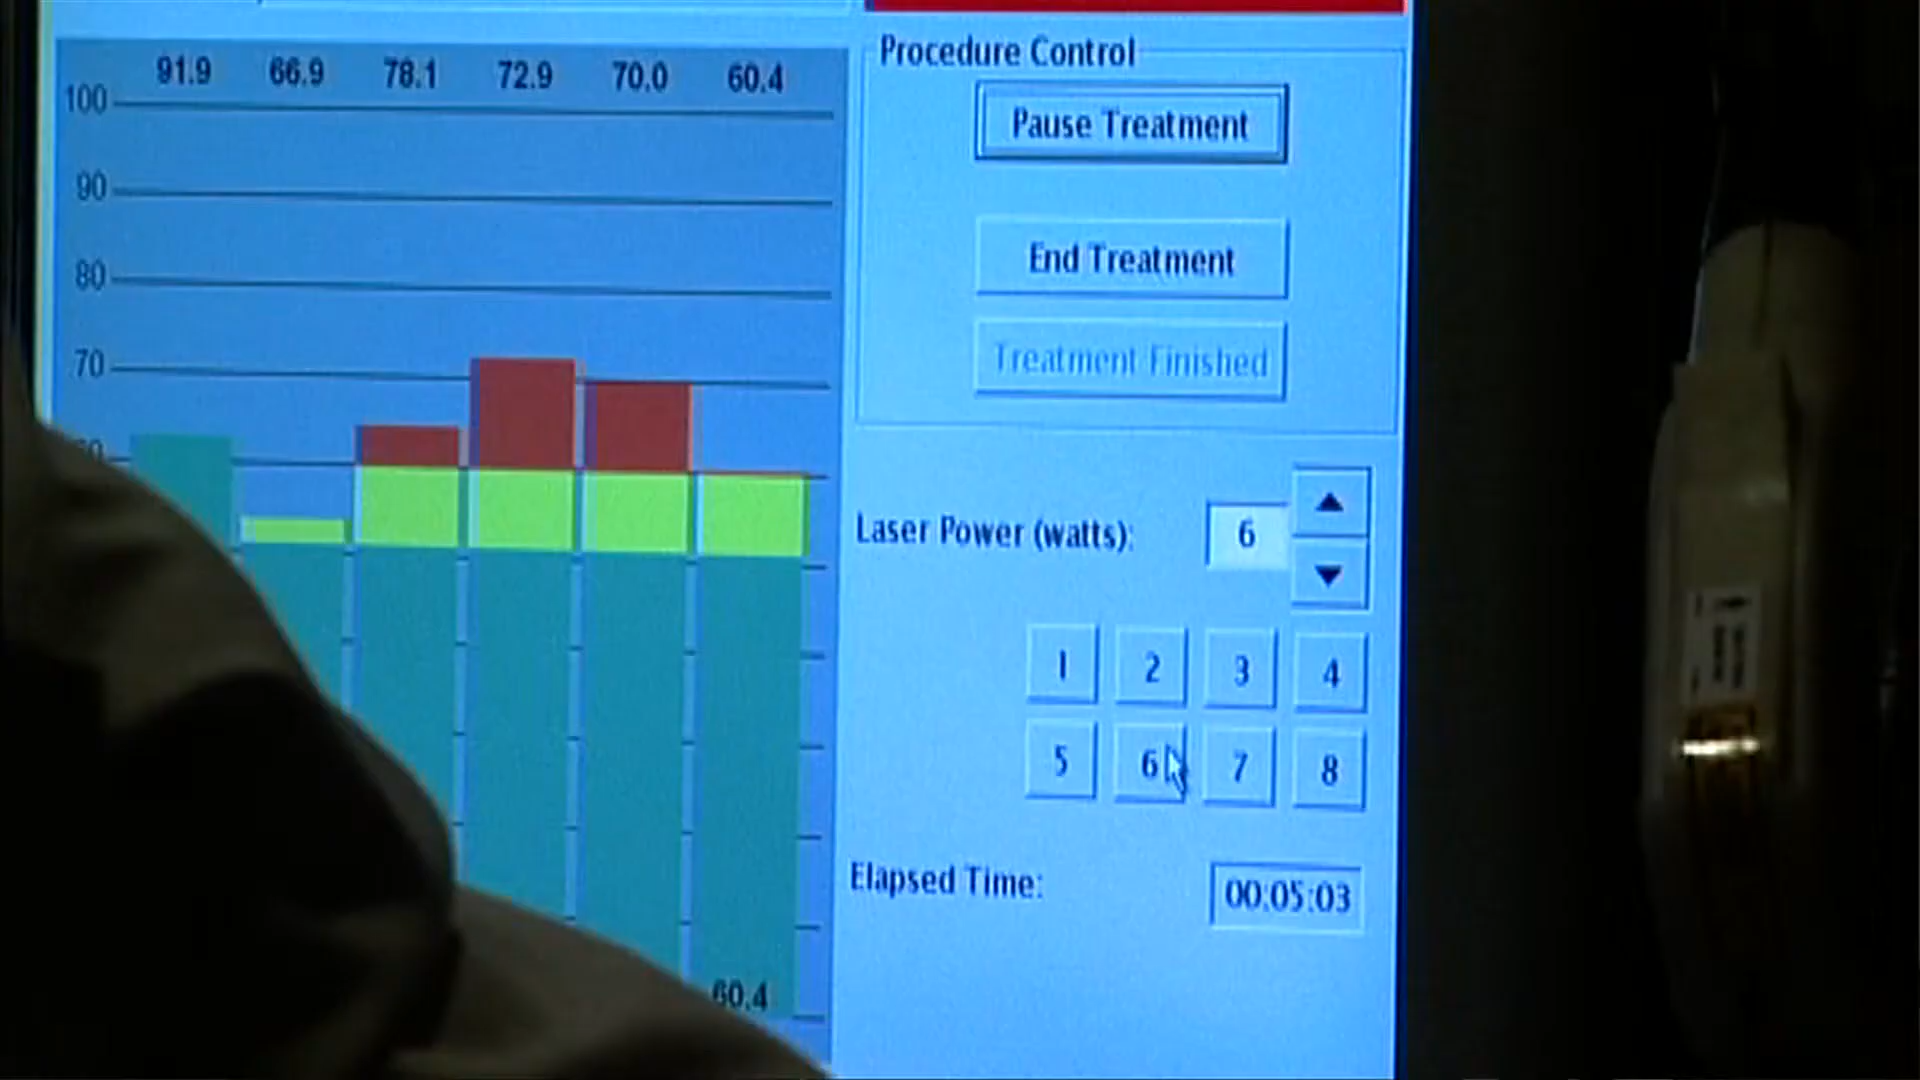 91.9 66.9 78.1 72.9 70.0 60.4
100
90
80
70
60.4
Procedure Control
Pause Treatment
End Treatment
Treatment Finished
Laser Power (watts): 6
1 2 3 4
5 6 7 8
Elapsed Time: 00:05:03